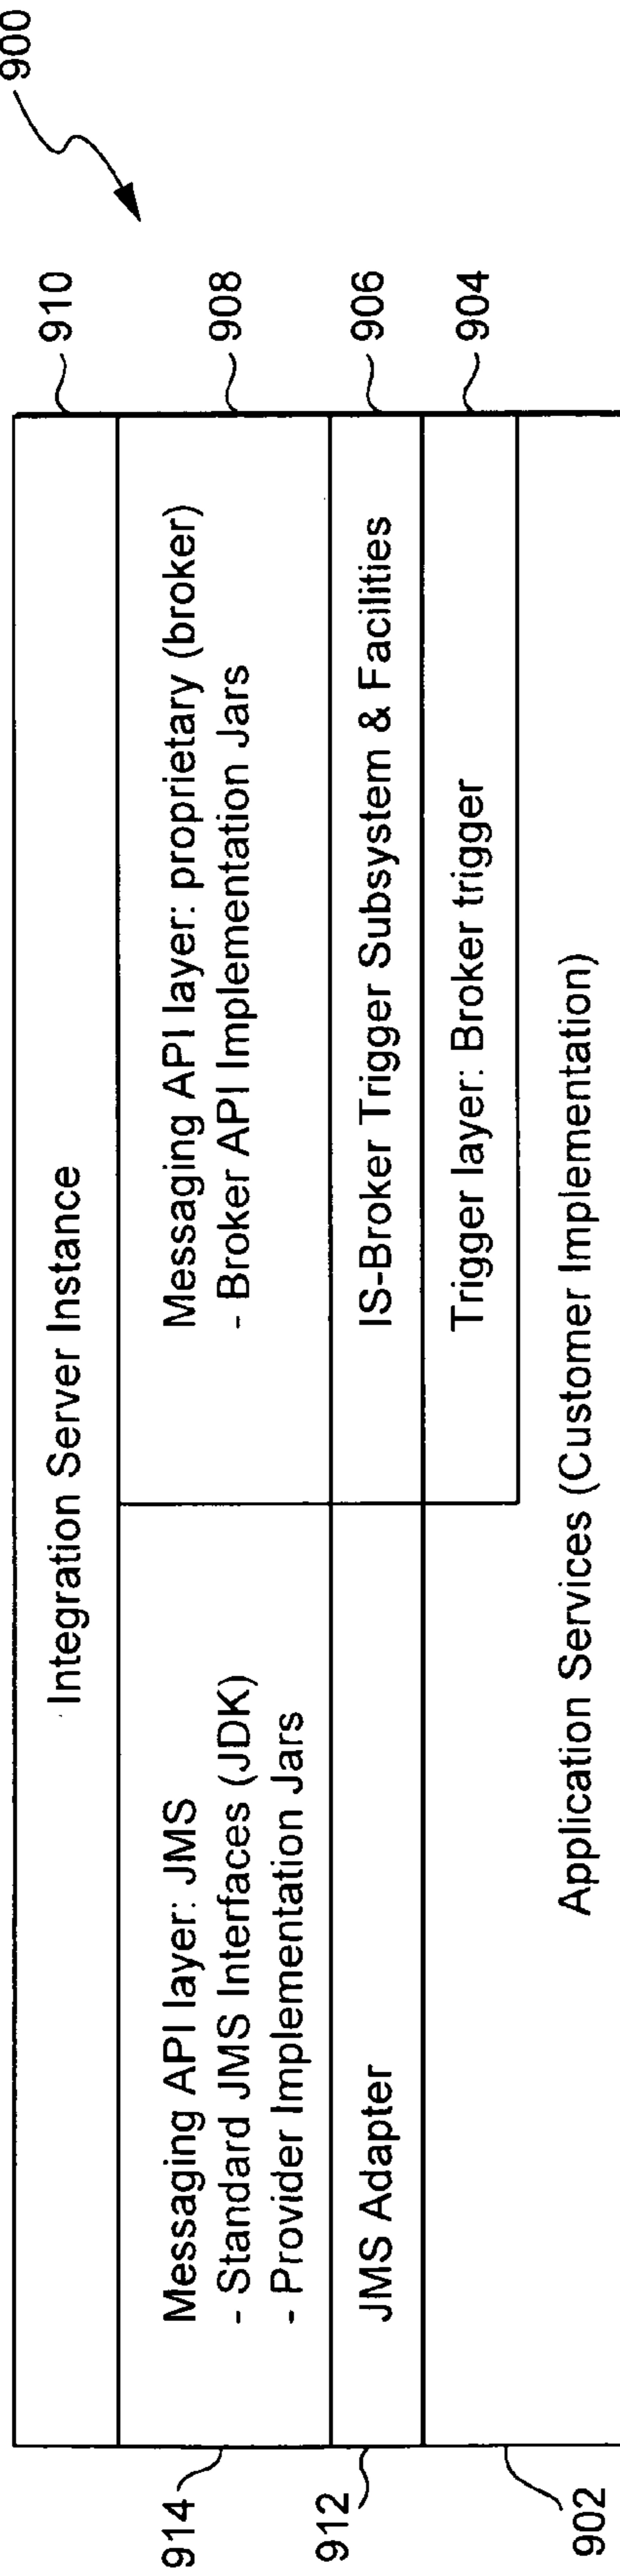 900
Integration Server Instance
910
Messaging API layer: JMS
- Standard JMS Interfaces (JDK)
- Provider Implementation Jars
914
Messaging API layer: proprietary (broker)
- Broker API Implementation Jars
908
JMS Adapter
912
IS-Broker Trigger Subsystem & Facilities
906
Trigger layer: Broker trigger
904
Application Services (Customer Implementation)
902